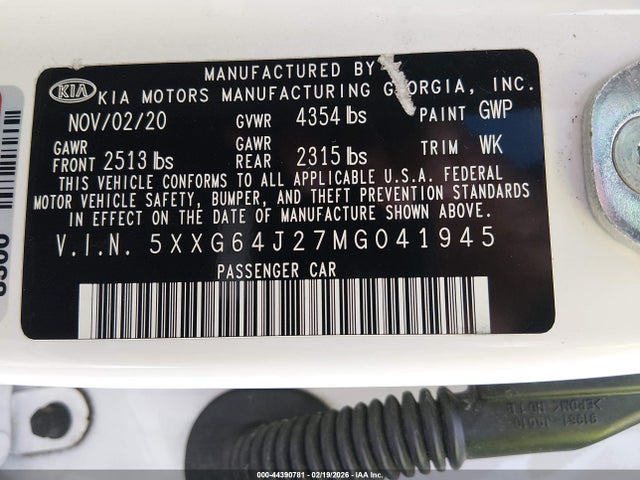 MANUFACTURED BY
KIA KIA MOTORS MANUFACTURING GEORGIA, INC.
NOV/02/20 GVWR 4354 lbs PAINT GWP
GAWR FRONT 2513 lbs GAWR REAR 2315 lbs TRIM WK
THIS VEHICLE CONFORMS TO ALL APPLICABLE U.S.A. FEDERAL
MOTOR VEHICLE SAFETY, BUMPER, AND THEFT PREVENTION STANDARDS
IN EFFECT ON THE DATE OF MANUFACTURE SHOWN ABOVE.
V.I.N. 5XXG64J27MG041945
PASSENGER CAR
000-44390781 - 02/19/2026 - IAAI.COM